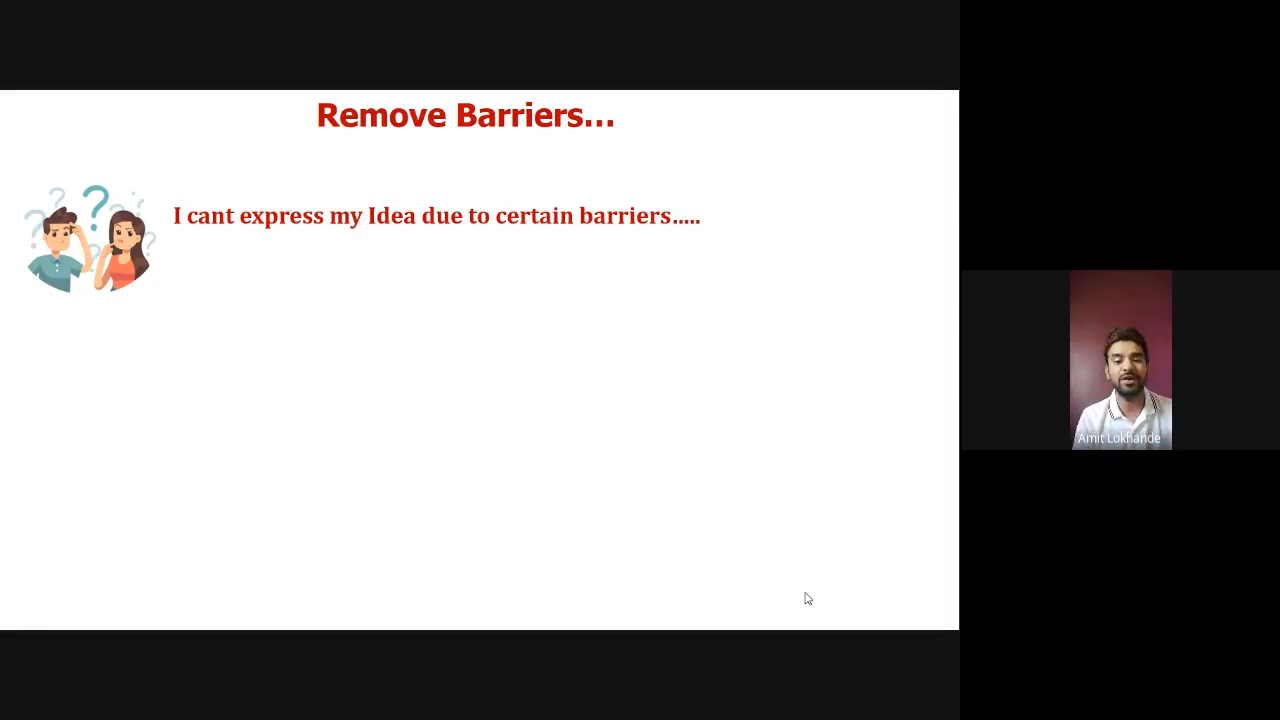 Remove Barriers...
I cant express my Idea due to certain barriers.....
Amit Lokhande